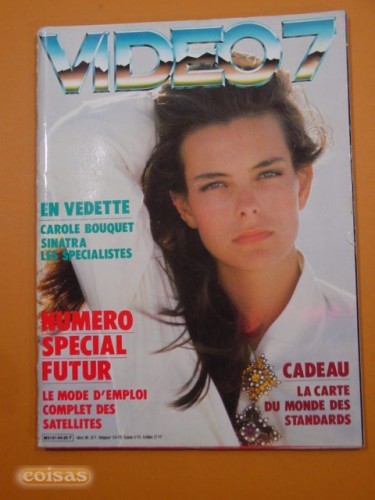 VIDEO7
EN VEDETTE
CAROLE BOUQUET
SINATRA
LES SPECIALISTES
NUMERO
SPECIAL
FUTUR
LE MODE D'EMPLOI
COMPLET DES
SATELLITES
CADEAU
LA CARTE
DU MONDE DES
STANDARDS
coisas